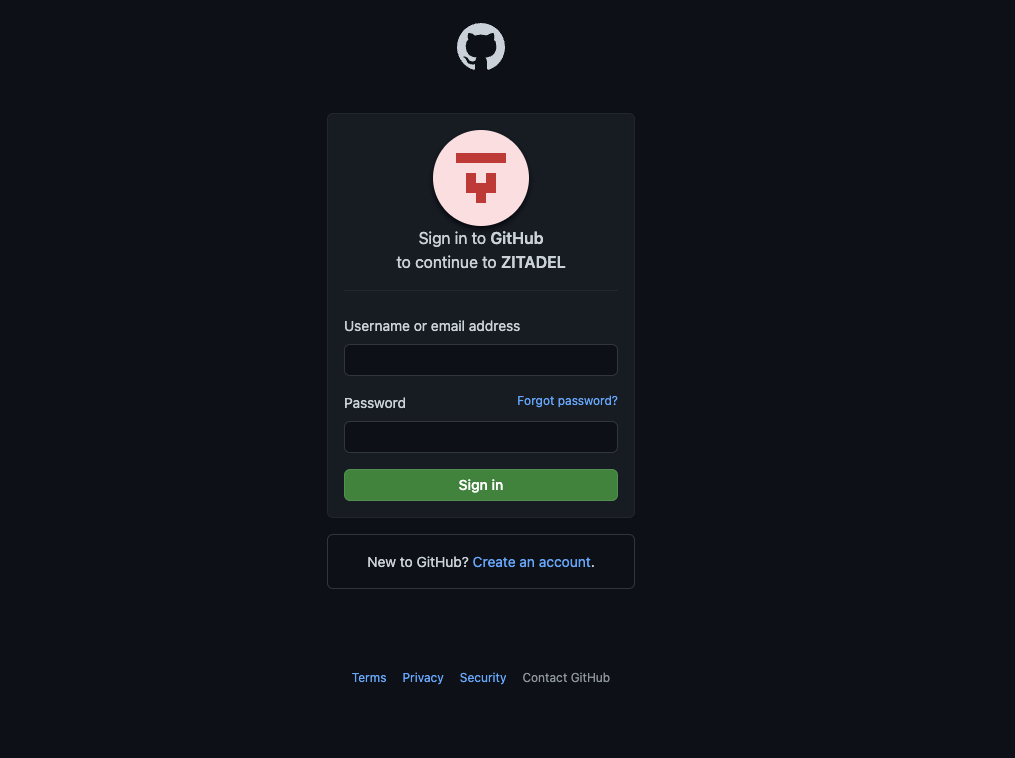 Sign in to GitHub
to continue to ZITADEL
Username or email address
Password
Forgot password?
Sign in
New to GitHub? Create an account.
Terms Privacy Security Contact GitHub